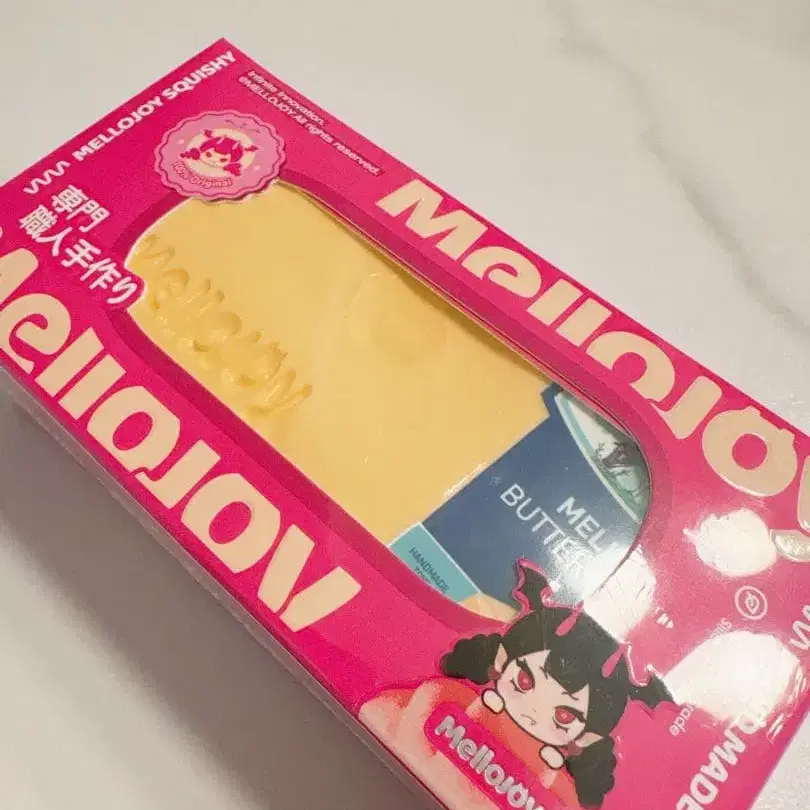 MELLOJOY SQUISHY
Infinite Innovation.
@MELLOJOY.All rights reserved.
100% Original
専門
職人手作り
Mellojoy
Mellojoy
mellojoy
MEL
BUTTER
HANDMADE
Mellojoy
D MADE